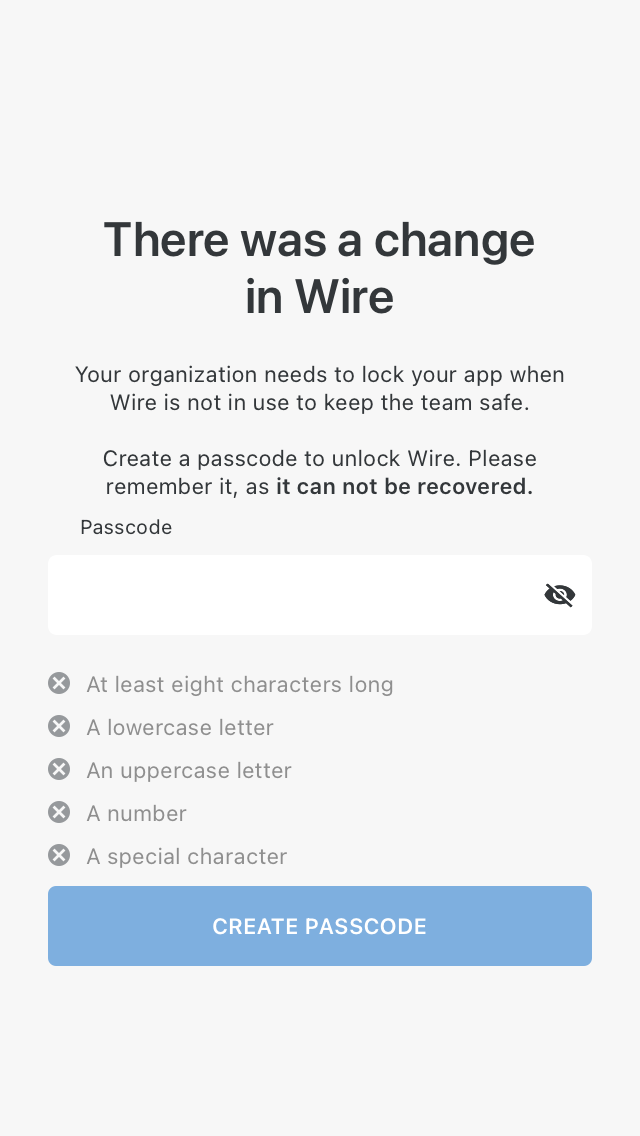 There was a change
in Wire
Your organization needs to lock your app when
Wire is not in use to keep the team safe.
Create a passcode to unlock Wire. Please
remember it, as it can not be recovered.
Passcode
At least eight characters long
A lowercase letter
An uppercase letter
A number
A special character
CREATE PASSCODE